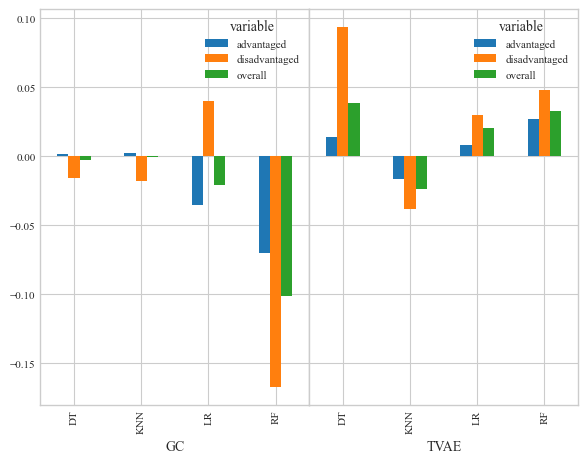 0.10
0.05
0.00
−0.05
−0.10
−0.15
variable
advantaged
disadvantaged
overall
DT
KNN
LR
RF
GC
variable
advantaged
disadvantaged
overall
DT
KNN
LR
RF
TVAE